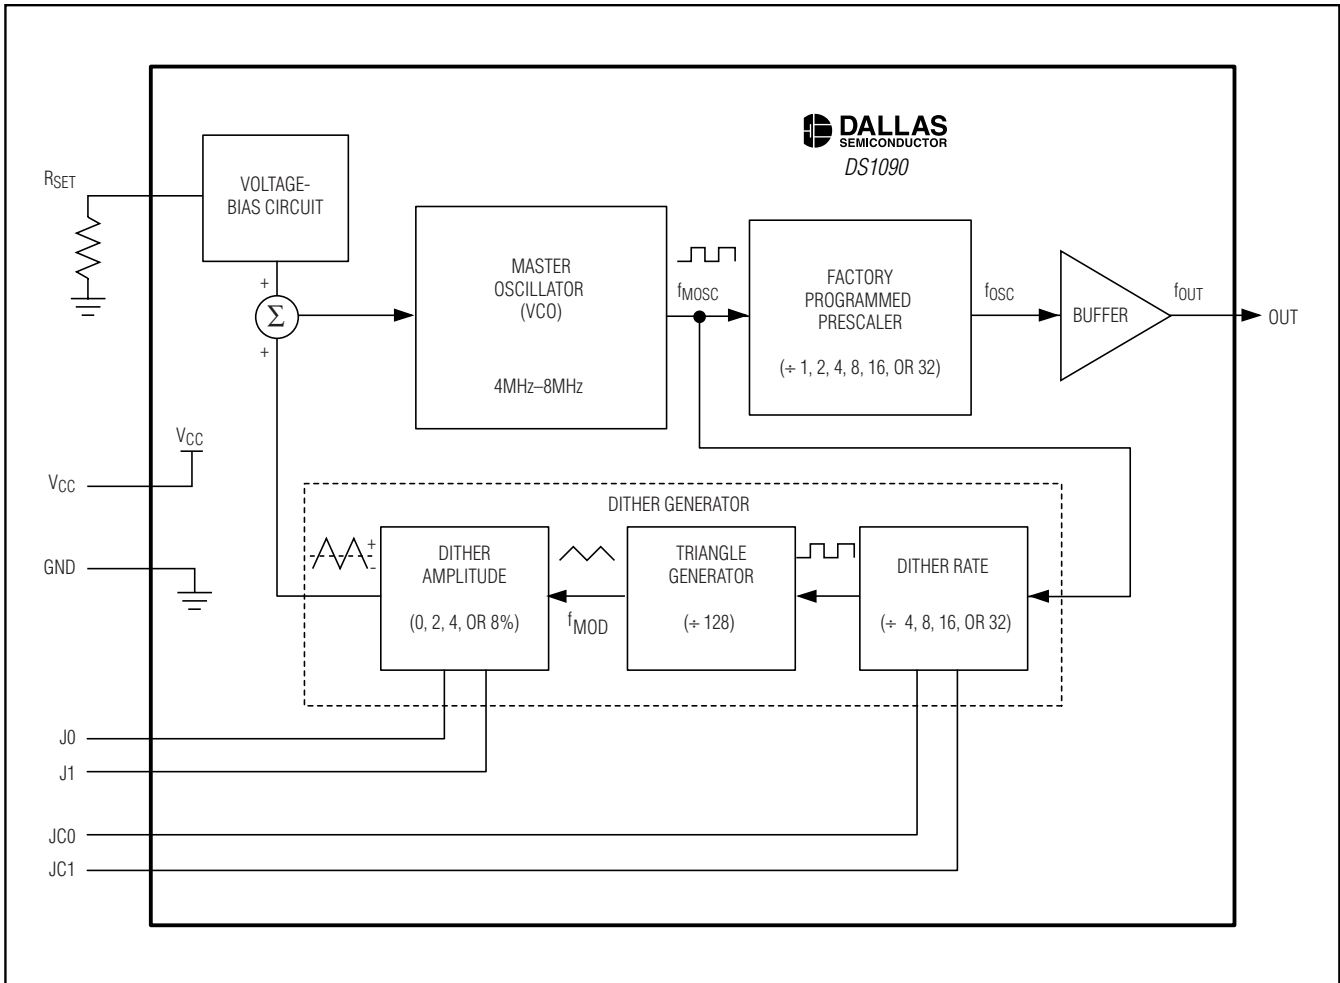 DALLAS
SEMICONDUCTOR
DS1090
RSET
VOLTAGE-
BIAS CIRCUIT
+
Σ
+
MASTER
OSCILLATOR
(VCO)
4MHz–8MHz
fMOSC
FACTORY
PROGRAMMED
PRESCALER
(÷ 1, 2, 4, 8, 16, OR 32)
fOSC
BUFFER
fOUT
OUT
VCC
VCC
GND
DITHER GENERATOR
+
-
DITHER
AMPLITUDE
(0, 2, 4, OR 8%)
fMOD
TRIANGLE
GENERATOR
(÷ 128)
DITHER RATE
(÷ 4, 8, 16, OR 32)
J0
J1
JC0
JC1